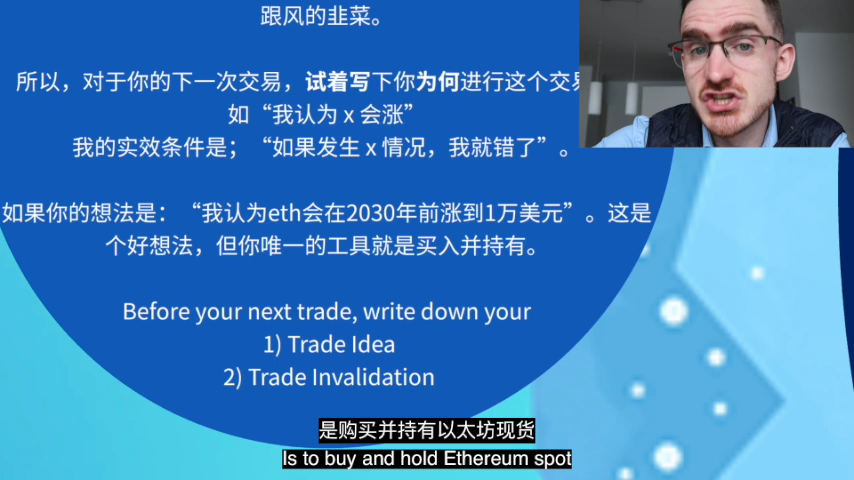 跟风的韭菜。
所以，对于你的下一次交易，试着写下你为何进行这个交易
如“我认为 x 会涨”
我的实效条件是；“如果发生 x 情况，我就错了”。
如果你的想法是：“我认为eth会在2030年前涨到1万美元”。这是
个好想法，但你唯一的工具就是买入并持有。
Before your next trade, write down your
1) Trade Idea
2) Trade Invalidation
是购买并持有以太坊现货
Is to buy and hold Ethereum spot